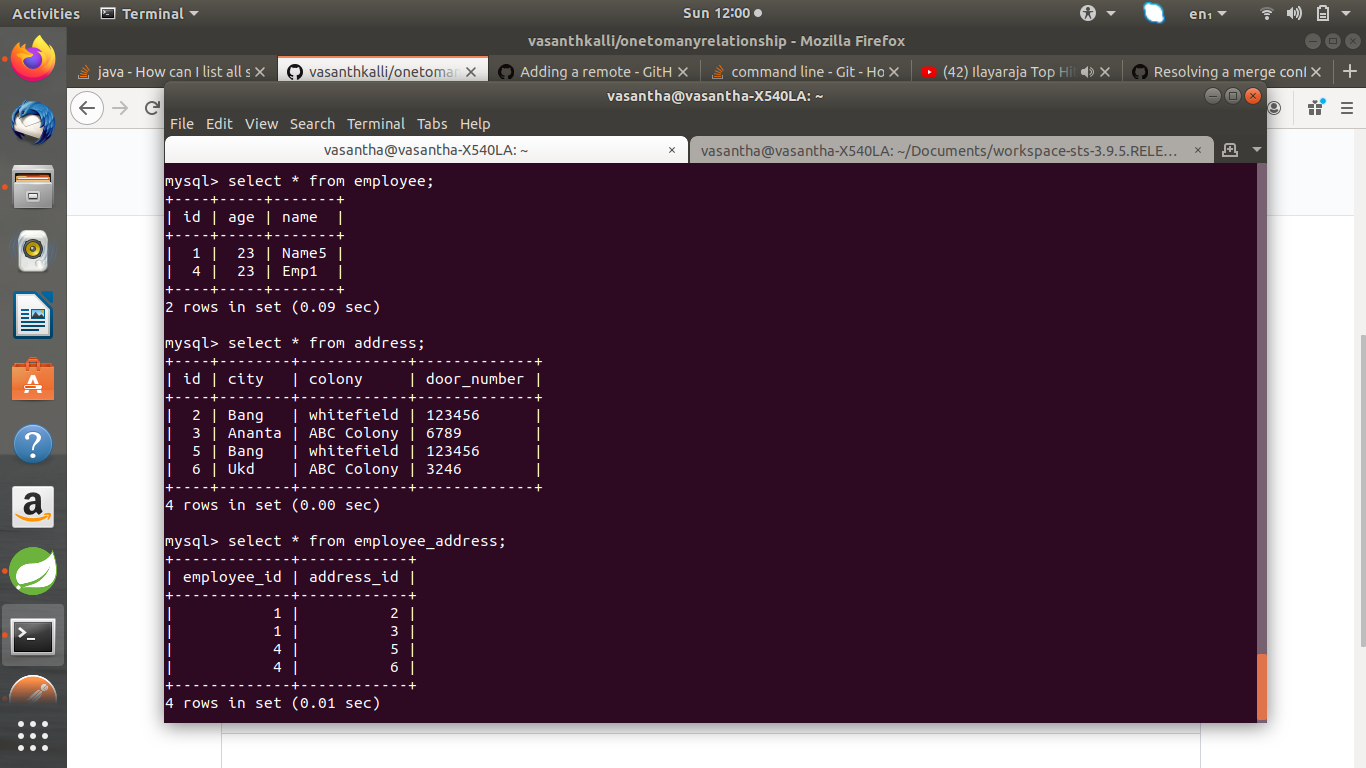 Activities Terminal Sun 12:00 en₁
vasanthkalli/onetomanyrelationship - Mozilla Firefox
java - How can I list all s vasanthkalli/onetoman Adding a remote - GitH command line - Git - Ho (42) Ilayaraja Top Hi Resolving a merge conf
vasantha@vasantha-X540LA: ~
File Edit View Search Terminal Tabs Help
vasantha@vasantha-X540LA: ~ vasantha@vasantha-X540LA: ~/Documents/workspace-sts-3.9.5.RELE...
mysql> select * from employee;
+----+-----+-------+
| id | age | name  |
+----+-----+-------+
|  1 |  23 | Name5 |
|  4 |  23 | Emp1  |
+----+-----+-------+
2 rows in set (0.09 sec)
mysql> select * from address;
+----+--------+------------+-------------+
| id | city   | colony     | door_number |
+----+--------+------------+-------------+
|  2 | Bang   | whitefield | 123456      |
|  3 | Ananta | ABC Colony | 6789        |
|  5 | Bang   | whitefield | 123456      |
|  6 | Ukd    | ABC Colony | 3246        |
+----+--------+------------+-------------+
4 rows in set (0.00 sec)
mysql> select * from employee_address;
+-------------+------------+
| employee_id | address_id |
+-------------+------------+
|           1 |          2 |
|           1 |          3 |
|           4 |          5 |
|           4 |          6 |
+-------------+------------+
4 rows in set (0.01 sec)